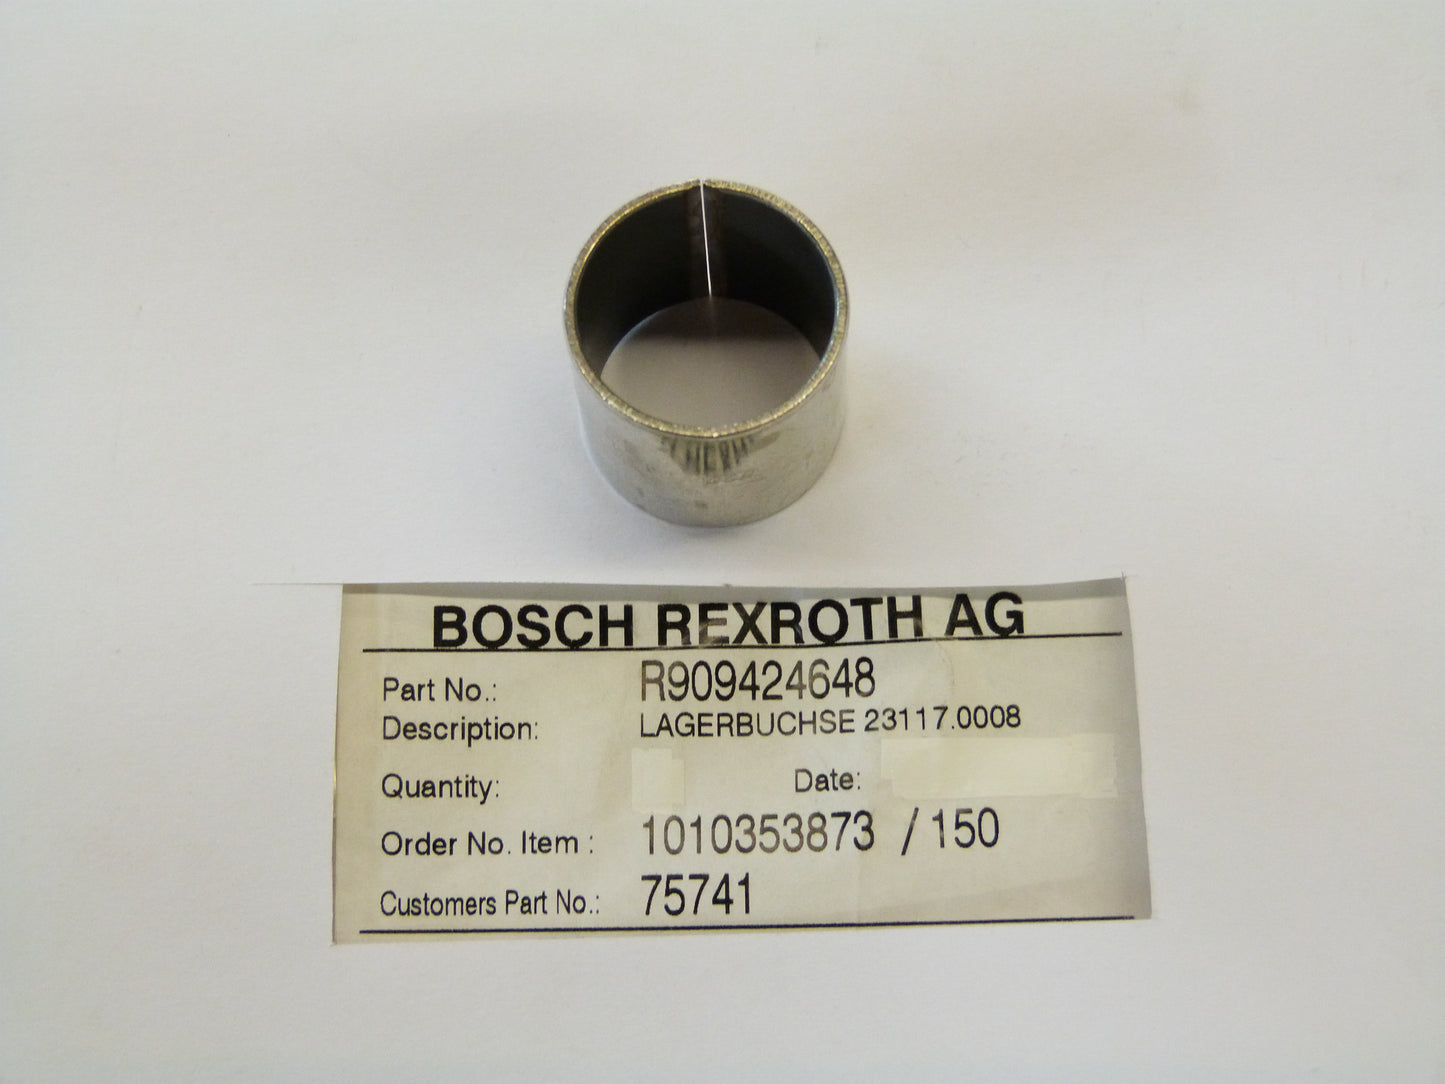 BOSCH REXROTH AG
Part No.: R909424648
Description: LAGERBUCHSE 23117.0008
Quantity: Date:
Order No. Item : 1010353873 / 150
Customers Part No.: 75741